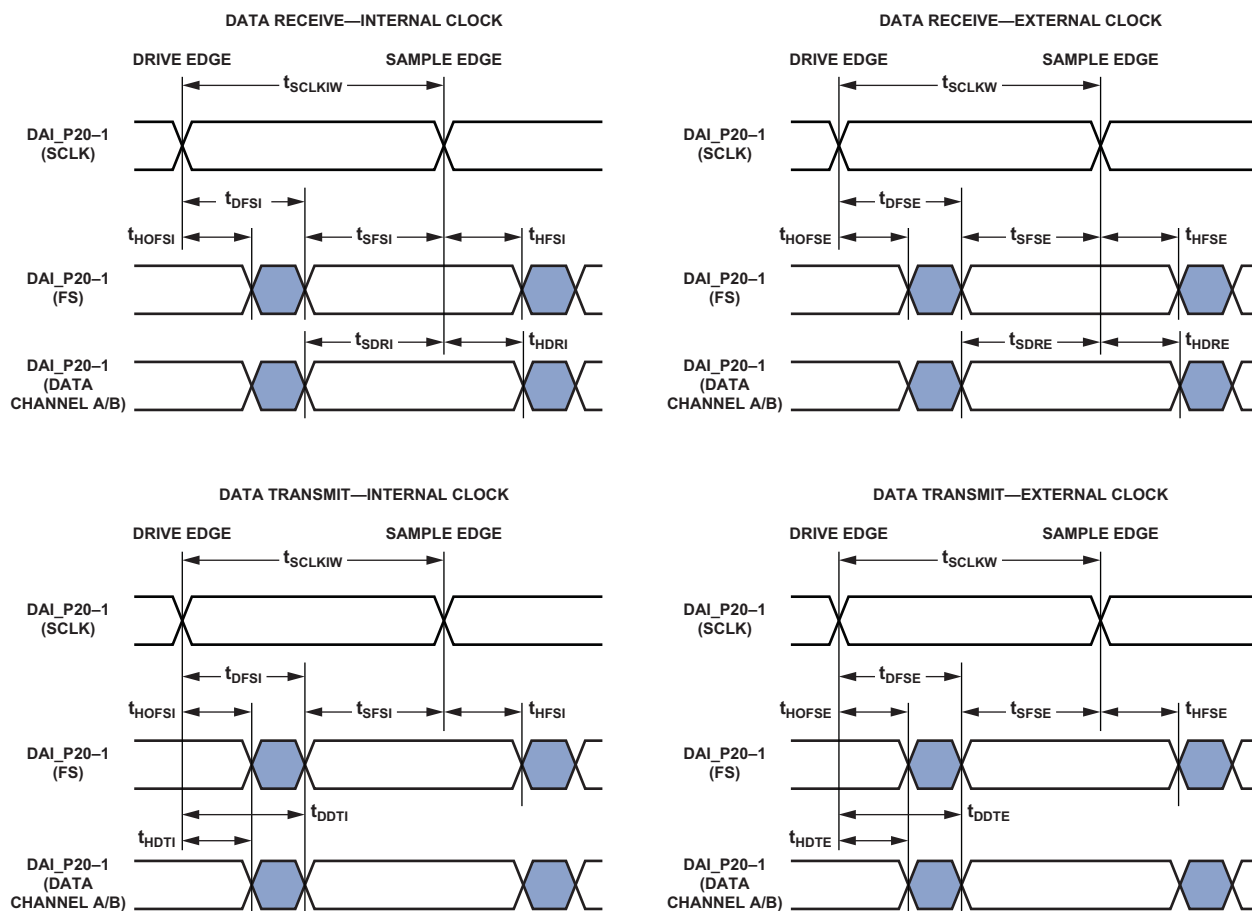 DATA RECEIVE—INTERNAL CLOCK
DRIVE EDGE
SAMPLE EDGE
tSCLKIW
DAI_P20–1
(SCLK)
tDFSI
tHOFSI
tSFSI
tHFSI
DAI_P20–1
(FS)
tSDRI
tHDRI
DAI_P20–1
(DATA
CHANNEL A/B)
DATA RECEIVE—EXTERNAL CLOCK
DRIVE EDGE
SAMPLE EDGE
tSCLKW
DAI_P20–1
(SCLK)
tDFSE
tHOFSE
tSFSE
tHFSE
DAI_P20–1
(FS)
tSDRE
tHDRE
DAI_P20–1
(DATA
CHANNEL A/B)
DATA TRANSMIT—INTERNAL CLOCK
DRIVE EDGE
SAMPLE EDGE
tSCLKIW
DAI_P20–1
(SCLK)
tDFSI
tHOFSI
tSFSI
tHFSI
DAI_P20–1
(FS)
tDDTI
tHDTI
DAI_P20–1
(DATA
CHANNEL A/B)
DATA TRANSMIT—EXTERNAL CLOCK
DRIVE EDGE
SAMPLE EDGE
tSCLKW
DAI_P20–1
(SCLK)
tDFSE
tHOFSE
tSFSE
tHFSE
DAI_P20–1
(FS)
tDDTE
tHDTE
DAI_P20–1
(DATA
CHANNEL A/B)